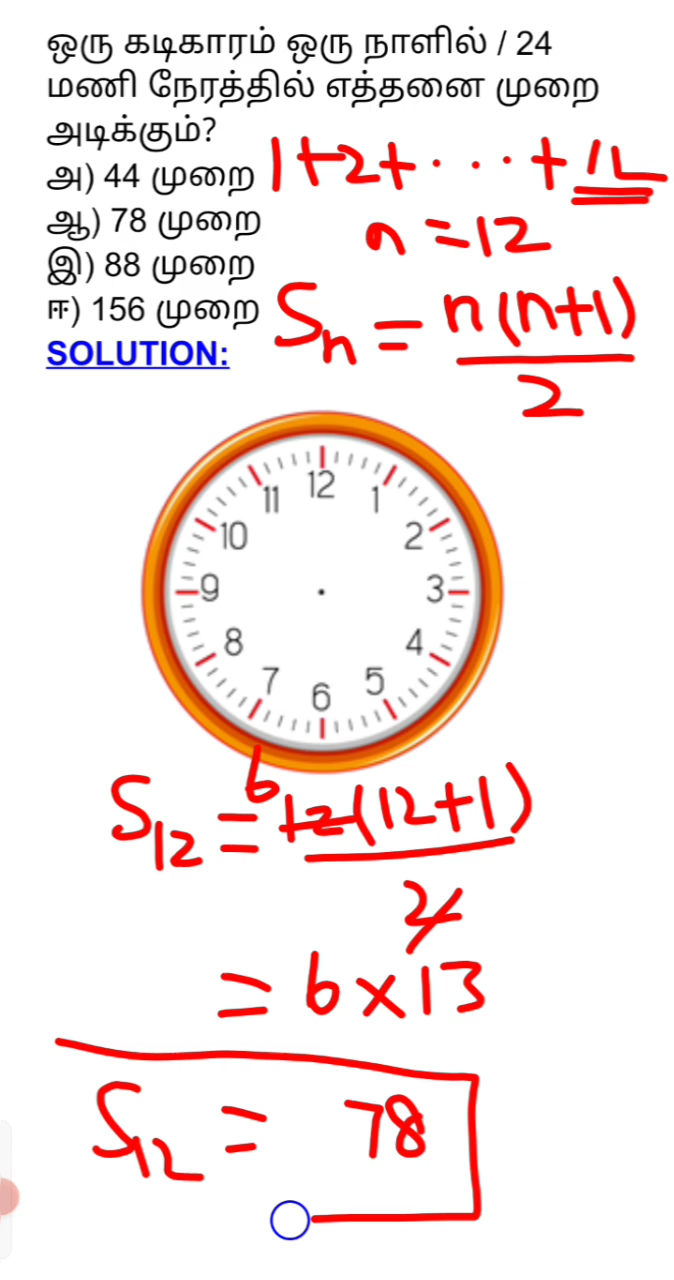 ஒரு கடிகாரம் ஒரு நாளில் / 24
மணி நேரத்தில் எத்தனை முறை
அடிக்கும்?
அ) 44 முறை
1+2+...+12
ஆ) 78 முறை
n=12
இ) 88 முறை
ஈ) 156 முறை
Sn = n(n+1)
2
SOLUTION:
12
11
1
10
2
9
3
8
4
7
5
6
6
S12 = 12(12+1)
2
= 6×13
S12 = 78